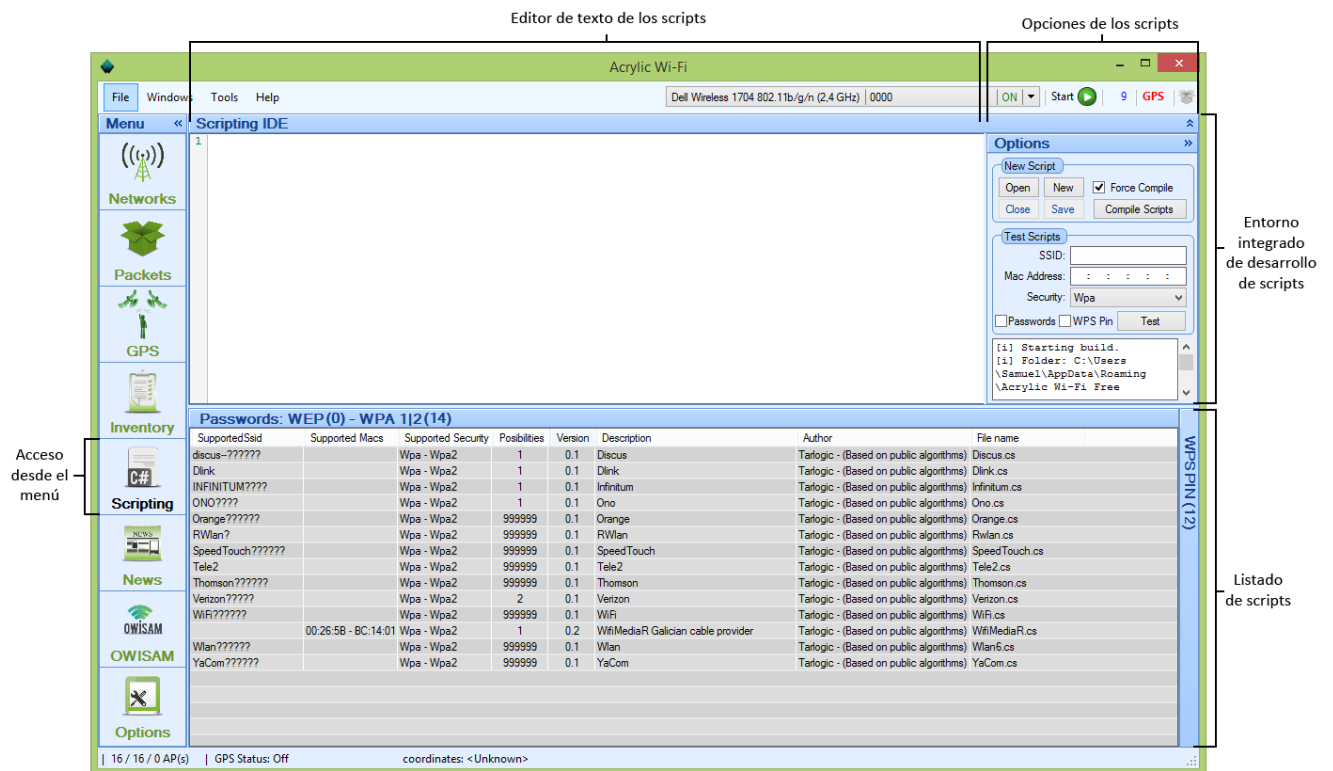 Editor de texto de los scripts
Opciones de los scripts
Acrylic Wi-Fi
File Windows Tools Help
Dell Wireless 1704 802.11b/g/n (2,4 GHz) 0000
ON Start 9 GPS
Menu «
Scripting IDE
1
Networks
Packets
GPS
Inventory
C#
Scripting
NEWS
News
OWISAM
OWISAM
Options
Options »
New Script
Open New Force Compile
Close Save Compile Scripts
Test Scripts
SSID:
Mac Address: : : : : :
Security: Wpa
Passwords WPS Pin Test
[i] Starting build.
[i] Folder: C:\Users
\Samuel\AppData\Roaming
\Acrylic Wi-Fi Free
Entorno
integrado
de desarrollo
de scripts
Acceso
desde el
menú
Passwords: WEP(0) - WPA 1|2(14)
SupportedSsid Supported Macs Supported Security Posibilities Version Description Author File name
discus--?????? Wpa - Wpa2 1 0.1 Discus Tarlogic - (Based on public algorithms) Discus.cs
Dlink Wpa - Wpa2 1 0.1 Dlink Tarlogic - (Based on public algorithms) Dlink.cs
INFINITUM???? Wpa - Wpa2 1 0.1 Infinitum Tarlogic - (Based on public algorithms) Infinitum.cs
ONO???? Wpa - Wpa2 1 0.1 Ono Tarlogic - (Based on public algorithms) Ono.cs
Orange?????? Wpa - Wpa2 999999 0.1 Orange Tarlogic - (Based on public algorithms) Orange.cs
RWlan? Wpa - Wpa2 999999 0.1 RWlan Tarlogic - (Based on public algorithms) Rwlan.cs
SpeedTouch?????? Wpa - Wpa2 999999 0.1 SpeedTouch Tarlogic - (Based on public algorithms) SpeedTouch.cs
Tele2 Wpa - Wpa2 999999 0.1 Tele2 Tarlogic - (Based on public algorithms) Tele2.cs
Thomson?????? Wpa - Wpa2 999999 0.1 Thomson Tarlogic - (Based on public algorithms) Thomson.cs
Verizon????? Wpa - Wpa2 2 0.1 Verizon Tarlogic - (Based on public algorithms) Verizon.cs
WiFi?????? Wpa - Wpa2 999999 0.1 WiFi Tarlogic - (Based on public algorithms) WiFi.cs
00:26:5B - BC:14:01 Wpa - Wpa2 1 0.2 WifiMediaR Galician cable provider Tarlogic - (Based on public algorithms) WifiMediaR.cs
Wlan?????? Wpa - Wpa2 999999 0.1 Wlan Tarlogic - (Based on public algorithms) Wlan6.cs
YaCom?????? Wpa - Wpa2 999999 0.1 YaCom Tarlogic - (Based on public algorithms) YaCom.cs
WPS PIN (12)
Listado
de scripts
| 16 / 16 / 0 AP(s) | GPS Status: Off coordinates: <Unknown>